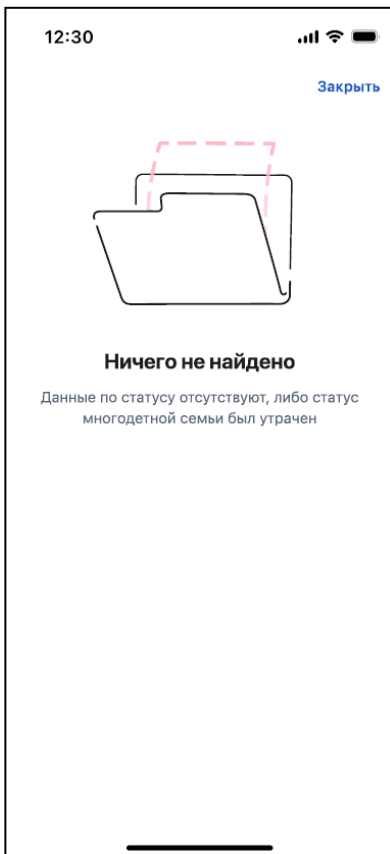 12:30
Закрыть
Ничего не найдено
Данные по статусу отсутствуют, либо статус
многодетной семьи был утрачен